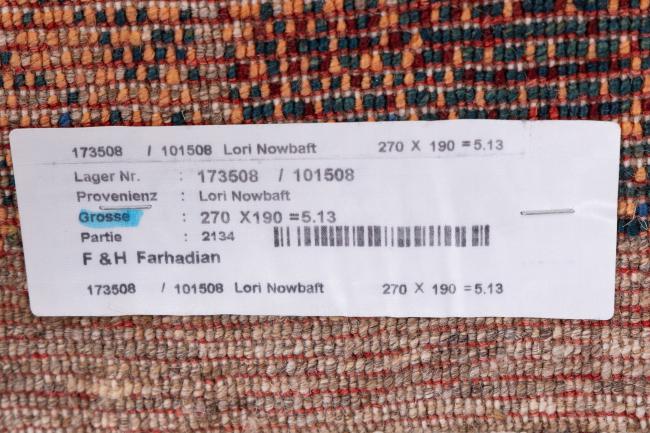 173508 / 101508 Lori Nowbaft 270 X 190 =5.13
Lager Nr. : 173508 / 101508
Provenienz : Lori Nowbaft
Grosse : 270 X190 =5.13
Partie : 2134
F &H Farhadian
173508 / 101508 Lori Nowbaft 270 X 190 =5.13